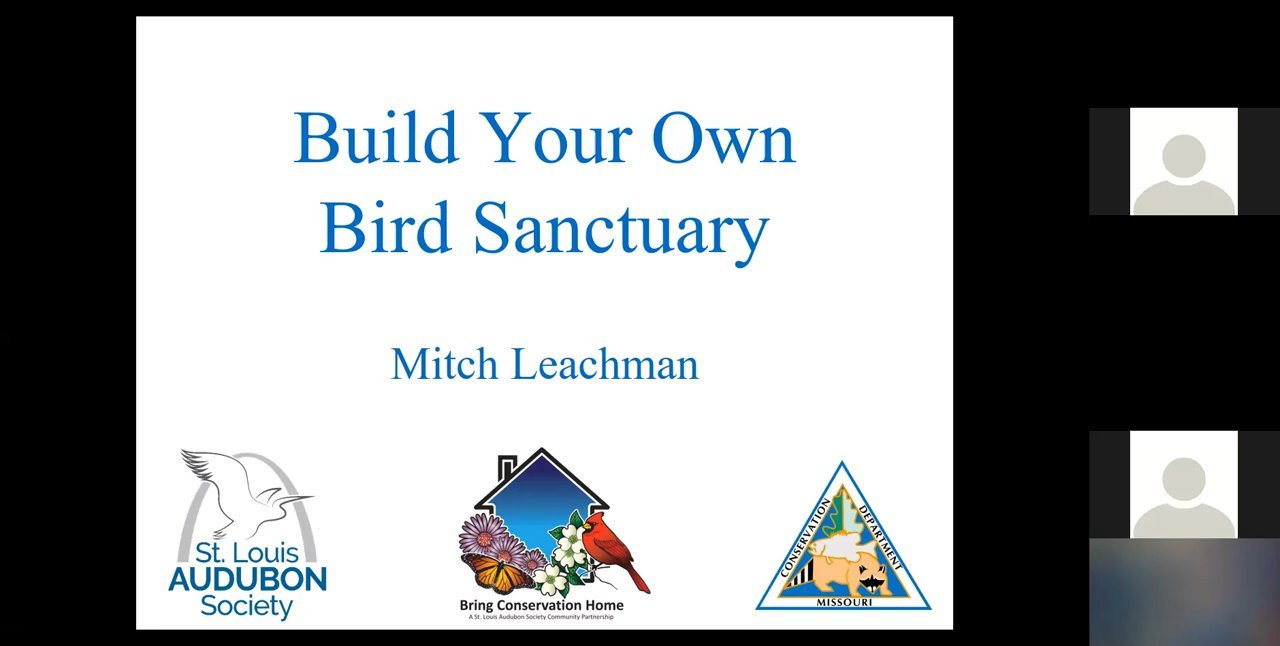 Build Your Own
Bird Sanctuary
Mitch Leachman
St. Louis
AUDUBON
Society
Bring Conservation Home
A St. Louis Audubon Society Community Partnership
CONSERVATION
DEPARTMENT
MISSOURI